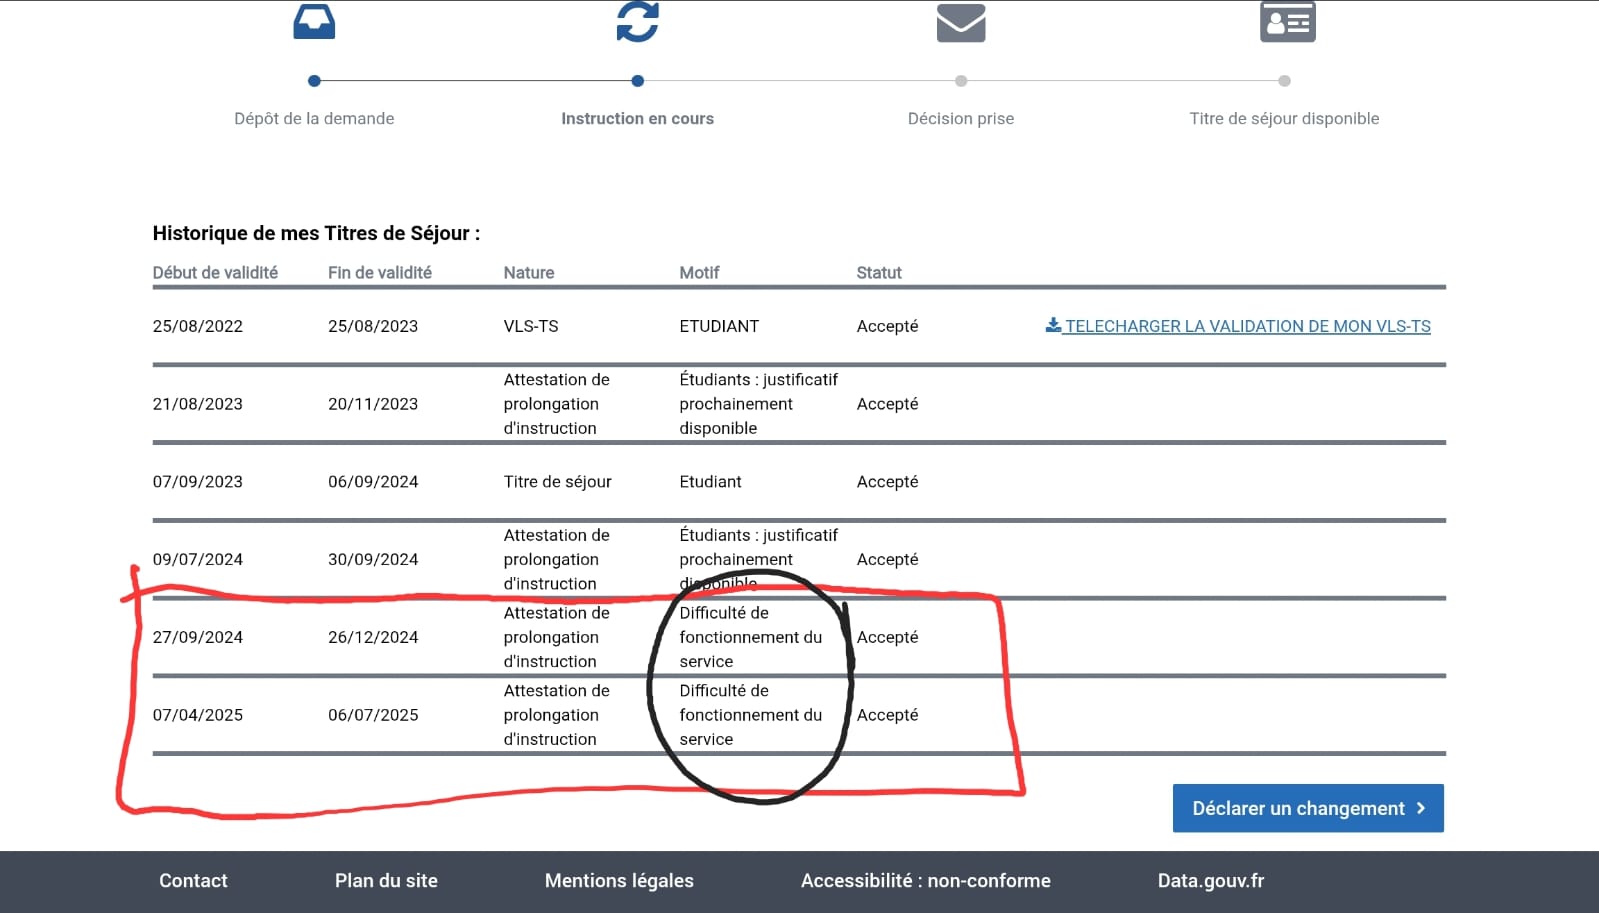 Dépôt de la demande
Instruction en cours
Décision prise
Titre de séjour disponible
Historique de mes Titres de Séjour :
Début de validité Fin de validité Nature Motif Statut
25/08/2022 25/08/2023 VLS-TS ETUDIANT Accepté TELECHARGER LA VALIDATION DE MON VLS-TS
Attestation de Étudiants : justificatif
21/08/2023 20/11/2023 prolongation prochainement Accepté
d'instruction disponible
07/09/2023 06/09/2024 Titre de séjour Etudiant Accepté
Attestation de Étudiants : justificatif
09/07/2024 30/09/2024 prolongation prochainement Accepté
d'instruction disponible
Attestation de Difficulté de
27/09/2024 26/12/2024 prolongation fonctionnement du Accepté
d'instruction service
Attestation de Difficulté de
07/04/2025 06/07/2025 prolongation fonctionnement du Accepté
d'instruction service
Déclarer un changement
Contact Plan du site Mentions légales Accessibilité : non-conforme Data.gouv.fr